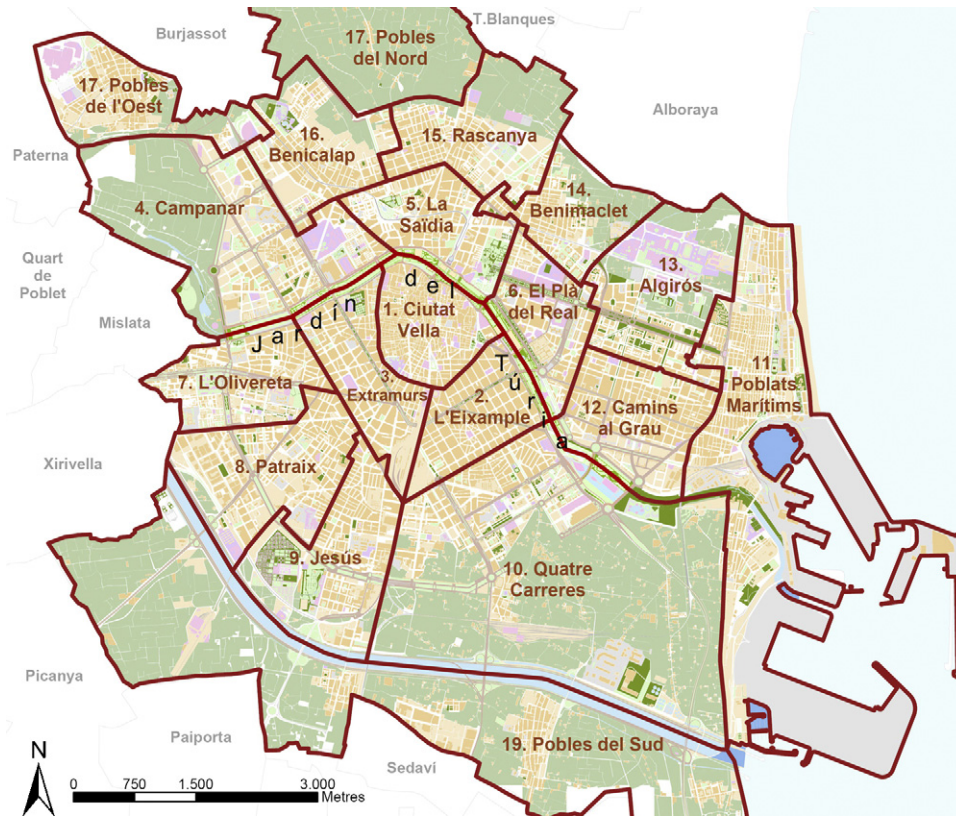 T.Blanques
Burjassot
17. Pobles
del Nord
17. Pobles
de l'Oest
Alboraya
16.
Benicalap
15. Rascanya
Paterna
4. Campanar
5. La
Saïdia
14.
Benimaclet
Quart
de
Poblet
13.
Algirós
6. El Plà
del Real
1. Ciutat
Vella
Jardín del Túria
Mislata
7. L'Olivereta
3.
Extramurs
2.
L'Eixample
11
Poblats
Marítims
12. Camins
al Grau
Xirivella
8. Patraix
9. Jesús
10. Quatre
Carreres
Picanya
Paiporta
19. Pobles del Sud
Sedaví
N
0 750 1.500 3.000
Metres